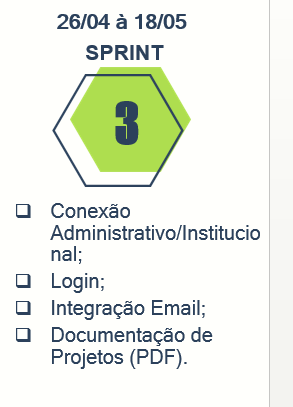 26/04 à 18/05
SPRINT
3
❑ Conexão
Administrativo/Institucio
nal;
❑ Login;
❑ Integração Email;
❑ Documentação de
Projetos (PDF).